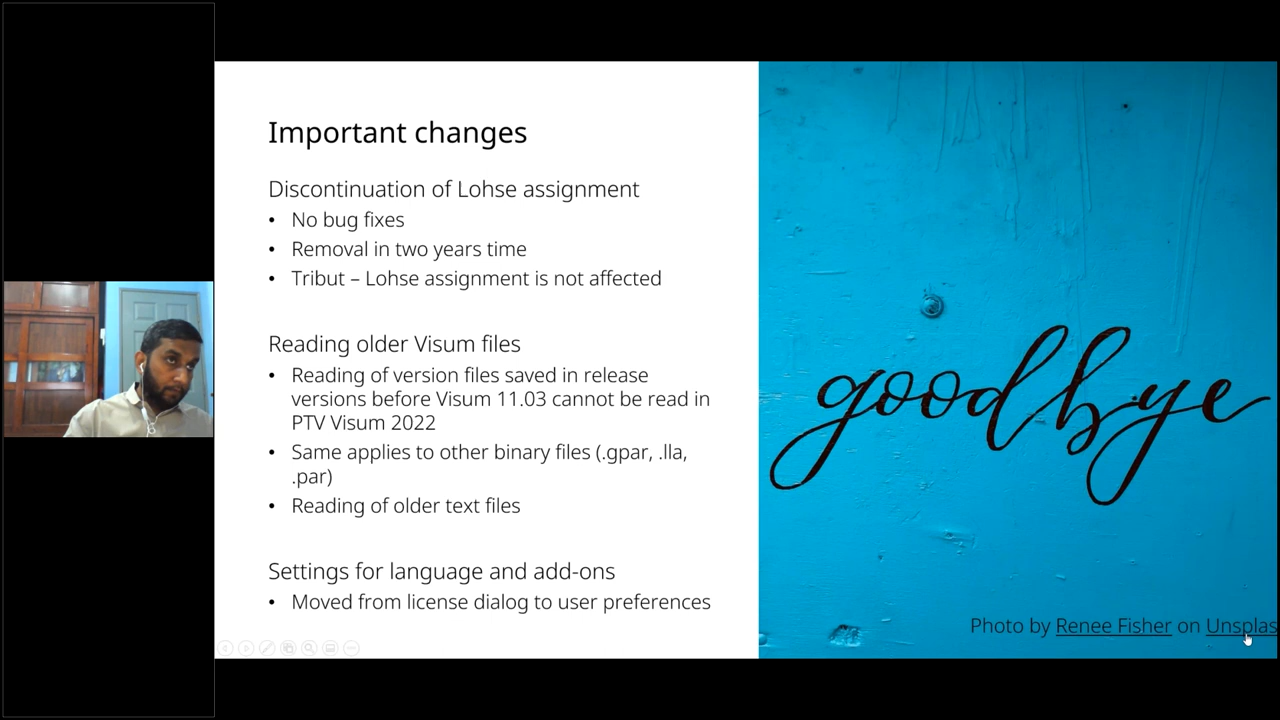 Important changes
Discontinuation of Lohse assignment
• No bug fixes
• Removal in two years time
• Tribut – Lohse assignment is not affected
Reading older Visum files
• Reading of version files saved in release
versions before Visum 11.03 cannot be read in
PTV Visum 2022
• Same applies to other binary files (.gpar, .lla,
.par)
• Reading of older text files
Settings for language and add-ons
• Moved from license dialog to user preferences
goodbye
Photo by Renee Fisher on Unsplas